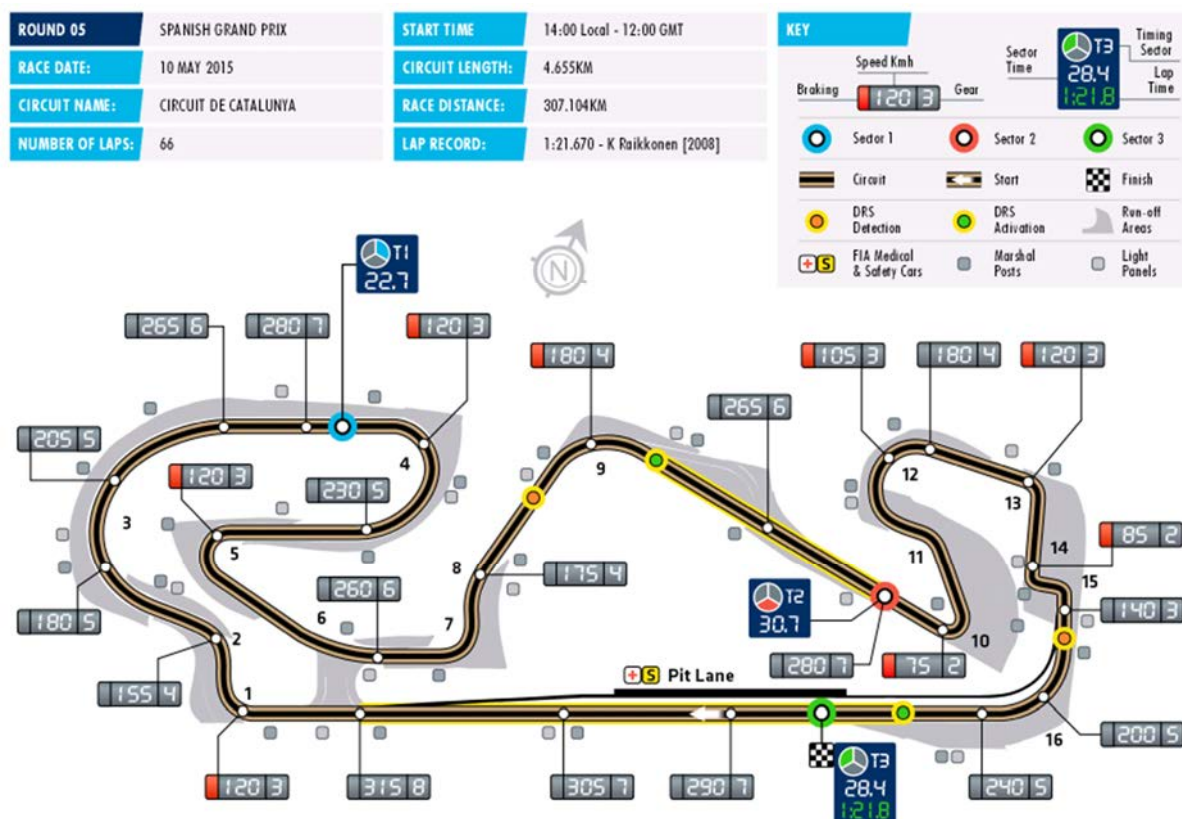 ROUND 05 SPANISH GRAND PRIX
RACE DATE: 10 MAY 2015
CIRCUIT NAME: CIRCUIT DE CATALUNYA
NUMBER OF LAPS: 66
START TIME 14:00 Local - 12:00 GMT
CIRCUIT LENGTH: 4.655KM
RACE DISTANCE: 307.104KM
LAP RECORD: 1:21.670 - K Raikkonen [2008]
KEY
Speed Kmh
Braking 120 3 Gear
Sector Time
T3
28.4
1:21.8
Timing Sector
Lap Time
Sector 1
Sector 2
Sector 3
Circuit
Start
Finish
DRS Detection
DRS Activation
Run-off Areas
+ S
FIA Medical & Safety Cars
Marshal Posts
Light Panels
N
T1
22.7
265 6
280 7
120 3
180 4
105 3
180 4
120 3
265 6
205 5
120 3
230 5
4
9
12
13
3
5
11
14
85 2
8
175 4
15
260 6
T2
30.7
140 3
180 5
6
7
10
2
280 7
75 2
155 4
+ S Pit Lane
1
16
200 5
120 3
315 8
305 7
290 7
T3
28.4
1:21.8
240 5